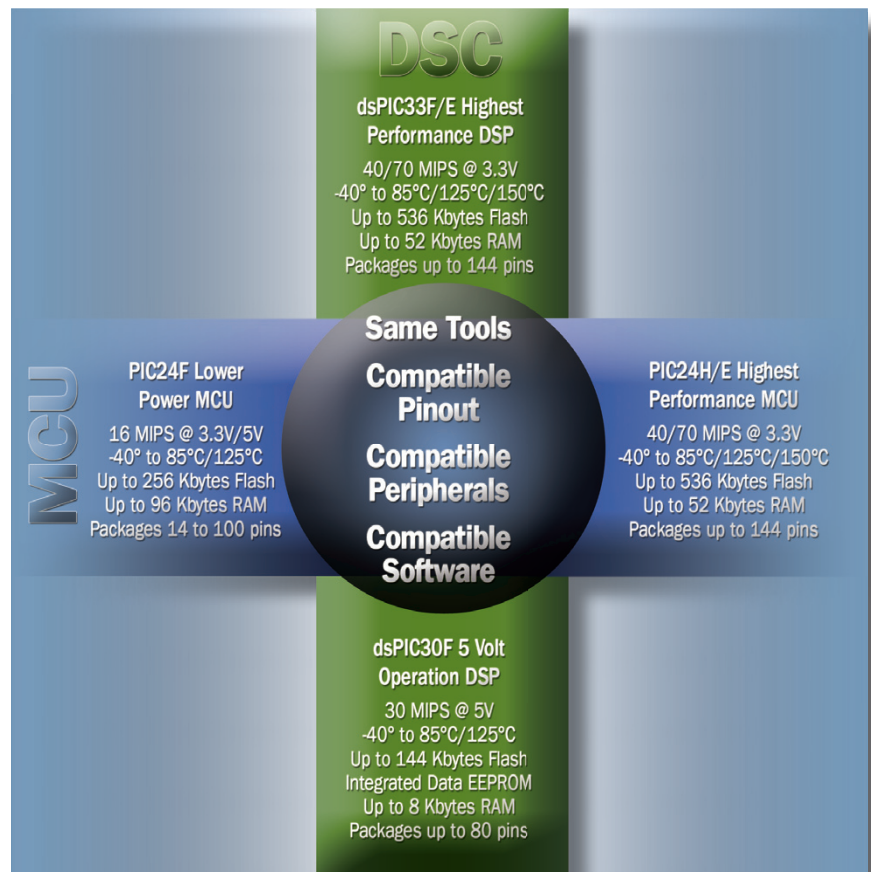 DSC
dsPIC33F/E Highest
Performance DSP
40/70 MIPS @ 3.3V
-40° to 85°C/125°C/150°C
Up to 536 Kbytes Flash
Up to 52 Kbytes RAM
Packages up to 144 pins
MCU
PIC24F Lower
Power MCU
16 MIPS @ 3.3V/5V
-40° to 85°C/125°C
Up to 256 Kbytes Flash
Up to 96 Kbytes RAM
Packages 14 to 100 pins
Same Tools
Compatible
Pinout
Compatible
Peripherals
Compatible
Software
PIC24H/E Highest
Performance MCU
40/70 MIPS @ 3.3V
-40° to 85°C/125°C/150°C
Up to 536 Kbytes Flash
Up to 52 Kbytes RAM
Packages up to 144 pins
dsPIC30F 5 Volt
Operation DSP
30 MIPS @ 5V
-40° to 85°C/125°C
Up to 144 Kbytes Flash
Integrated Data EEPROM
Up to 8 Kbytes RAM
Packages up to 80 pins